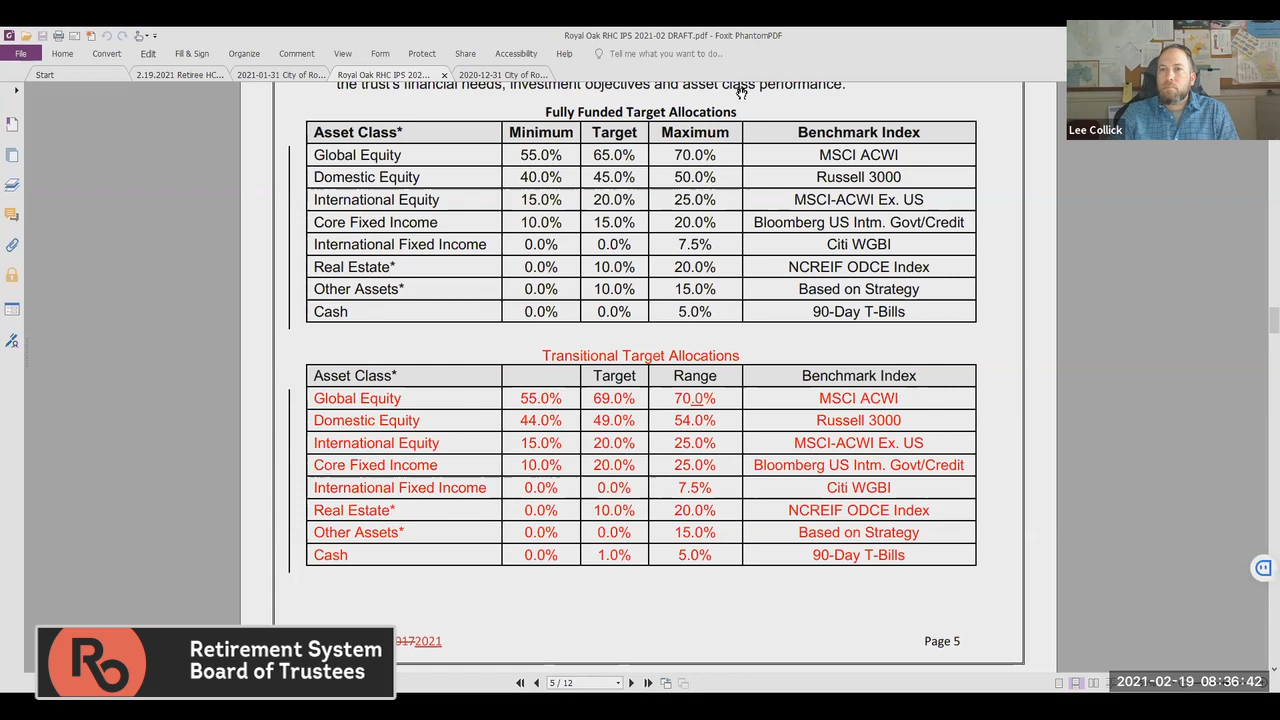 Royal Oak RHC IPS 2021-02 DRAFT.pdf - Foxit PhantomPDF
File Home Convert Edit Fill & Sign Organize Comment View Form Protect Share Accessibility Help Tell me what you want to do..
Start 2.19.2021 Retiree HC... 2021-01-31 City of Ro... Royal Oak RHC IPS 202... × 2020-12-31 City of Ro...
Lee Collick
the trust's financial needs, investment objectives and asset class performance.
Fully Funded Target Allocations
Asset Class* Minimum Target Maximum Benchmark Index
Global Equity 55.0% 65.0% 70.0% MSCI ACWI
Domestic Equity 40.0% 45.0% 50.0% Russell 3000
International Equity 15.0% 20.0% 25.0% MSCI-ACWI Ex. US
Core Fixed Income 10.0% 15.0% 20.0% Bloomberg US Intm. Govt/Credit
International Fixed Income 0.0% 0.0% 7.5% Citi WGBI
Real Estate* 0.0% 10.0% 20.0% NCREIF ODCE Index
Other Assets* 0.0% 10.0% 15.0% Based on Strategy
Cash 0.0% 0.0% 5.0% 90-Day T-Bills
Transitional Target Allocations
Asset Class* Target Range Benchmark Index
Global Equity 55.0% 69.0% 70.0% MSCI ACWI
Domestic Equity 44.0% 49.0% 54.0% Russell 3000
International Equity 15.0% 20.0% 25.0% MSCI-ACWI Ex. US
Core Fixed Income 10.0% 20.0% 25.0% Bloomberg US Intm. Govt/Credit
International Fixed Income 0.0% 0.0% 7.5% Citi WGBI
Real Estate* 0.0% 10.0% 20.0% NCREIF ODCE Index
Other Assets* 0.0% 0.0% 15.0% Based on Strategy
Cash 0.0% 1.0% 5.0% 90-Day T-Bills
2021 Page 5
Ro
Retirement System
Board of Trustees
5 / 12
2021-02-19 08:36:42